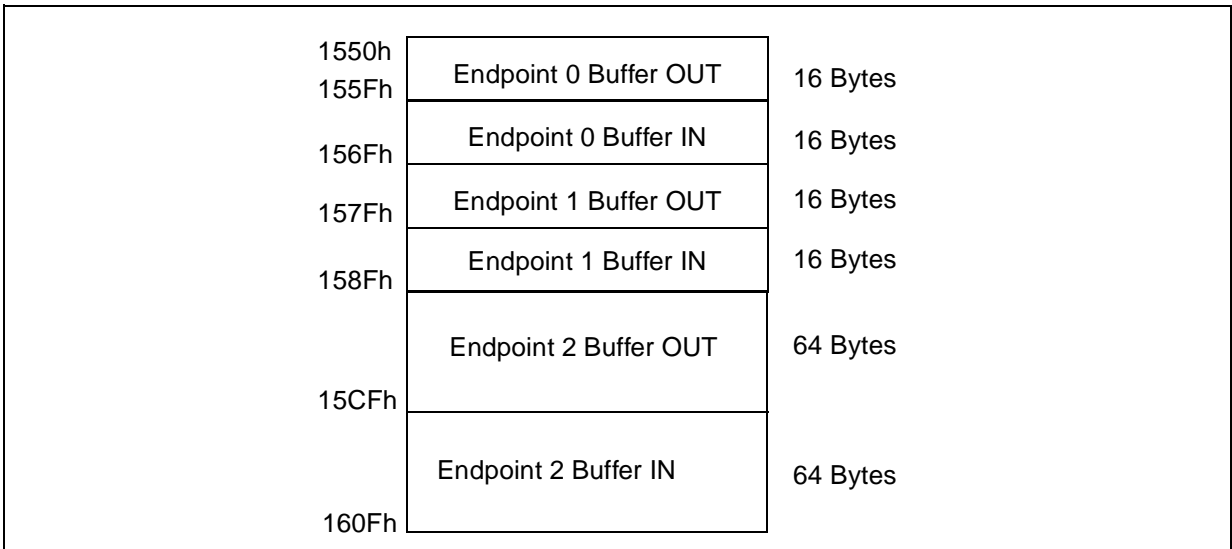 1550h
Endpoint 0 Buffer OUT
16 Bytes
155Fh
Endpoint 0 Buffer IN
16 Bytes
156Fh
Endpoint 1 Buffer OUT
16 Bytes
157Fh
Endpoint 1 Buffer IN
16 Bytes
158Fh
Endpoint 2 Buffer OUT
64 Bytes
15CFh
Endpoint 2 Buffer IN
64 Bytes
160Fh